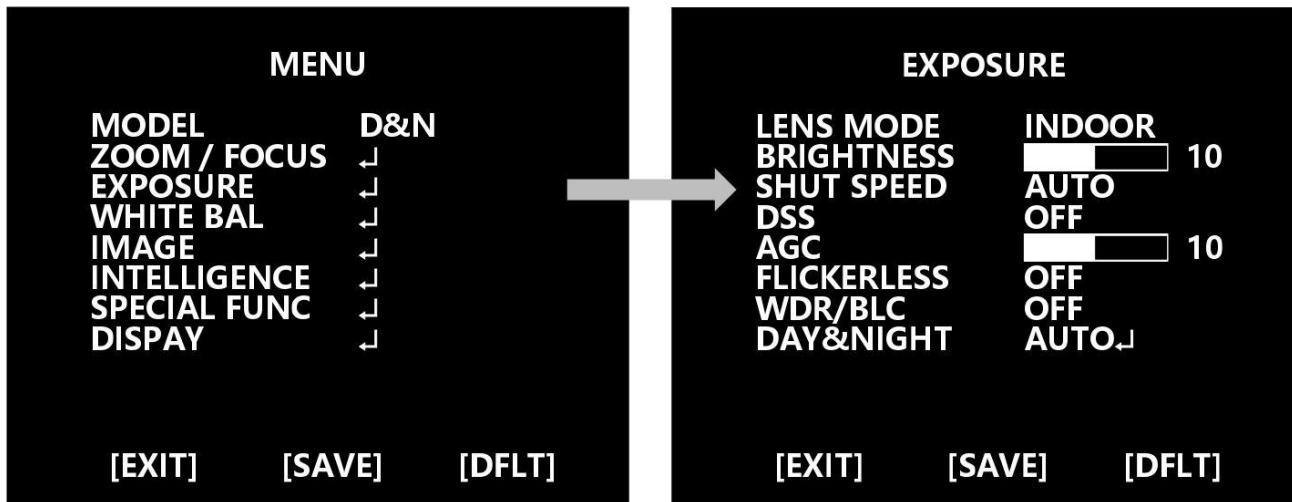 MENU
MODEL D&N
ZOOM / FOCUS ↵
EXPOSURE ↵
WHITE BAL ↵
IMAGE ↵
INTELLIGENCE ↵
SPECIAL FUNC ↵
DISPAY ↵
[EXIT] [SAVE] [DFLT]
EXPOSURE
LENS MODE INDOOR
BRIGHTNESS 10
SHUT SPEED AUTO
DSS OFF
AGC 10
FLICKERLESS OFF
WDR/BLC OFF
DAY&NIGHT AUTO↵
[EXIT] [SAVE] [DFLT]